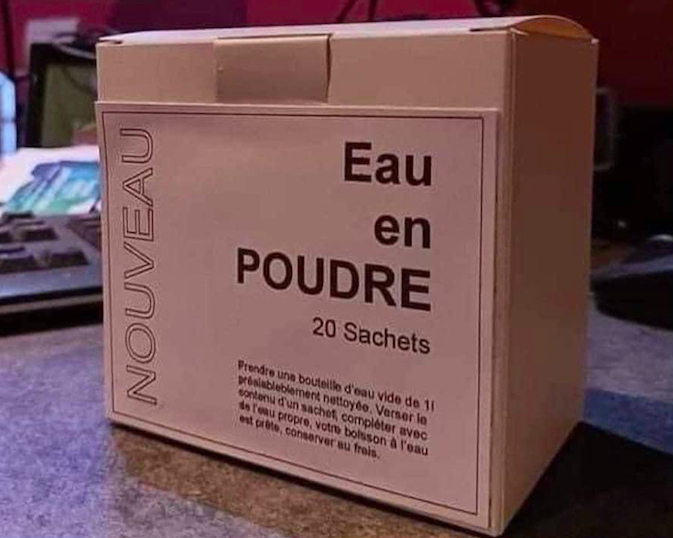 NOUVEAU
Eau
en
POUDRE
20 Sachets
Prendre une bouteille d'eau vide de 1l
préalableblement nettoyée. Verser le
contenu d'un sachet, compléter avec
de l'eau propre, votre boisson à l'eau
est prête, conserver au frais.